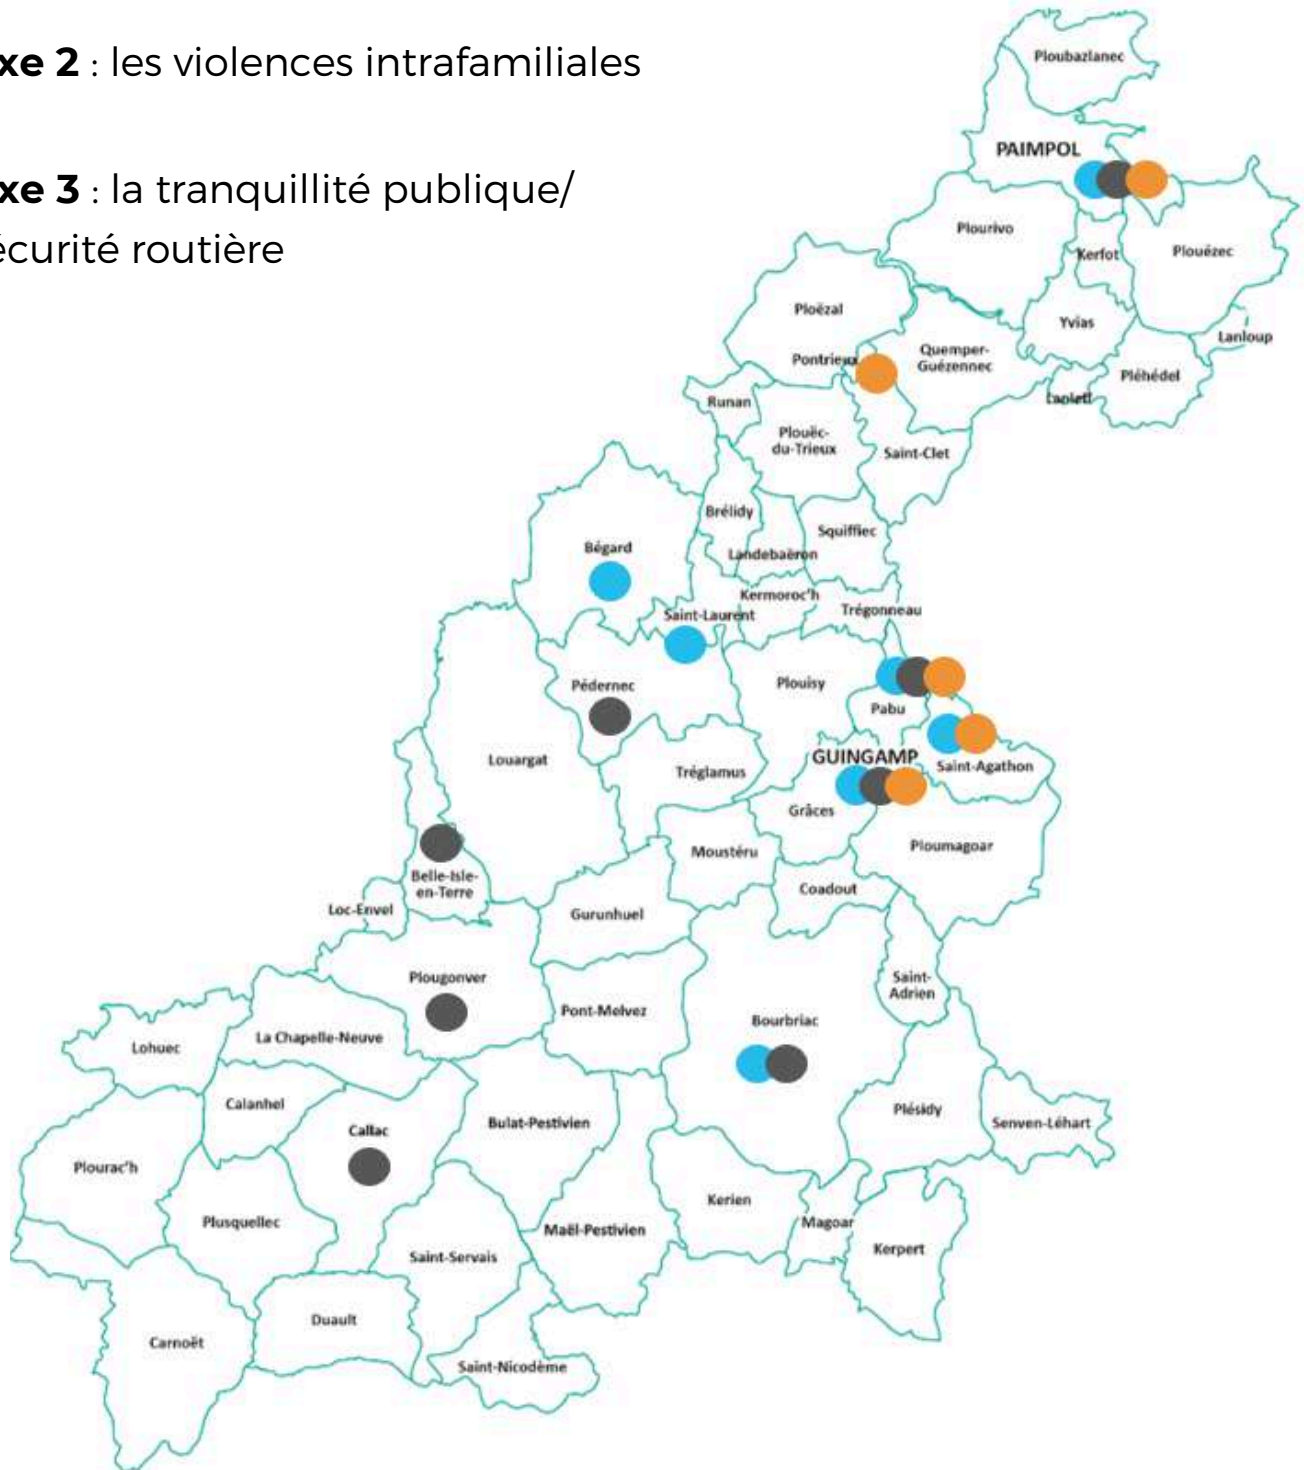 xe 2 : les violences intrafamiliales
xe 3 : la tranquillité publique/
écurité routière
Ploubazlanec
PAIMPOL
Plourivo
Kerfot
Plouézec
Ploëzal
Yvias
Lanloup
Pontrieux
Quemper-
Guézennec
Pléhédel
Lanleff
Runan
Plouëc-
du-Trieux
Saint-Clet
Brélidy
Squiffiec
Landebaëron
Bégard
Kermoroc'h
Saint-Laurent
Trégonneau
Pédernec
Plouisy
Pabu
Louargat
Tréglamus
GUINGAMP
Saint-Agathon
Grâces
Ploumagoar
Moustéru
Belle-Isle-
en-Terre
Coadout
Loc-Envel
Gurunhuel
Plougonver
Saint-
Adrien
Pont-Melvez
Bourbriac
La Chapelle-Neuve
Lohuec
Calanhel
Callac
Bulat-Pestivien
Plésidy
Senven-Léhart
Plourac'h
Plusquellec
Kerien
Magoar
Maël-Pestivien
Kerpert
Saint-Servais
Duault
Carnoët
Saint-Nicodème